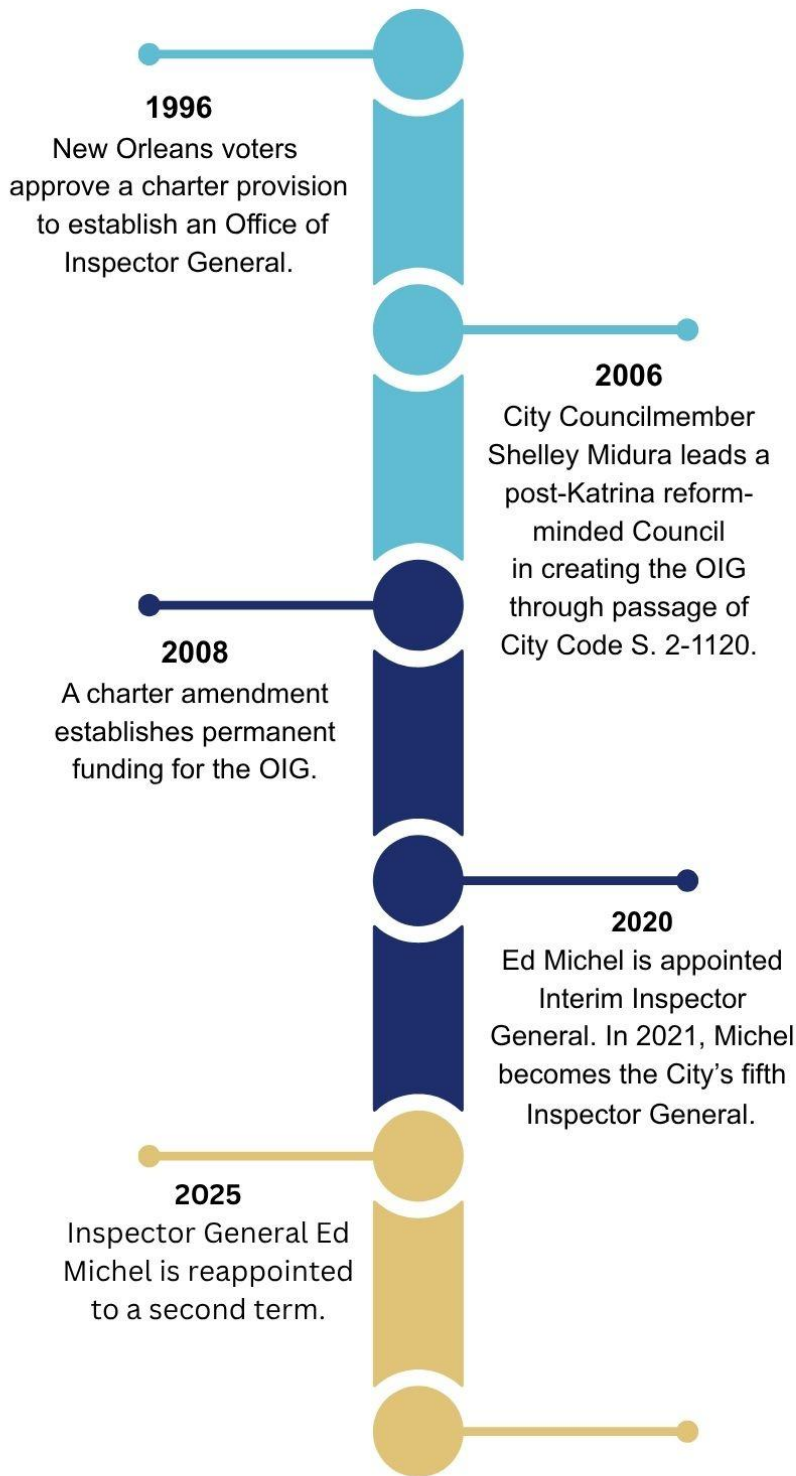 1996
New Orleans voters
approve a charter provision
to establish an Office of
Inspector General.
2006
City Councilmember
Shelley Midura leads a
post-Katrina reform-
minded Council
in creating the OIG
through passage of
City Code S. 2-1120.
2008
A charter amendment
establishes permanent
funding for the OIG.
2020
Ed Michel is appointed
Interim Inspector
General. In 2021, Michel
becomes the City’s fifth
Inspector General.
2025
Inspector General Ed
Michel is reappointed
to a second term.